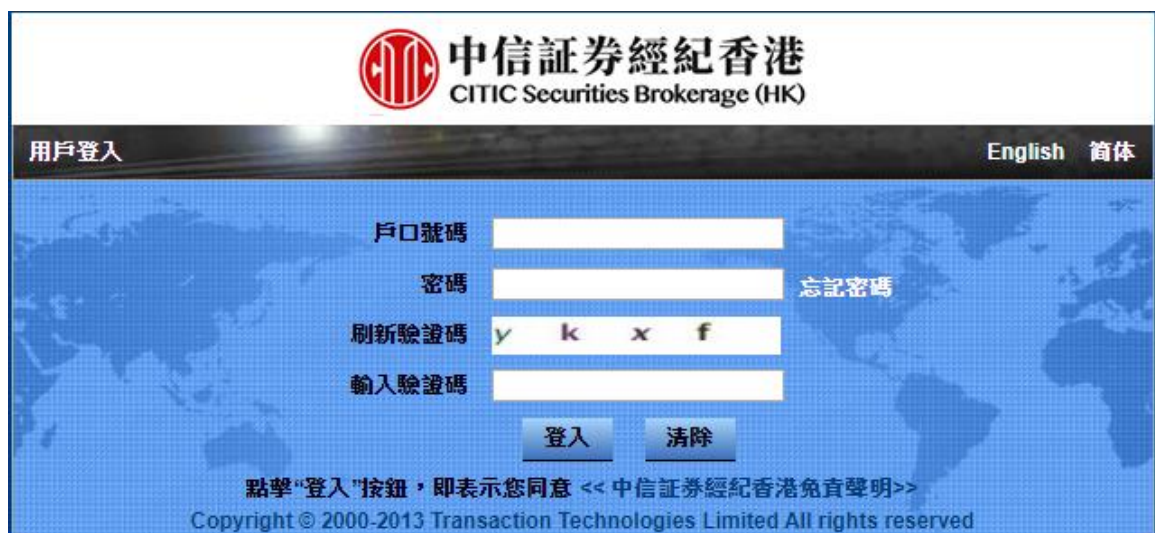 中信証券經紀香港
CITIC Securities Brokerage (HK)
用戶登入 English 简体
戶口號碼
密碼 忘記密碼
刷新驗證碼 y k x f
輸入驗證碼
登入 清除
點擊“登入”按鈕，即表示您同意 << 中信証券經紀香港免責聲明>>
Copyright © 2000-2013 Transaction Technologies Limited All rights reserved